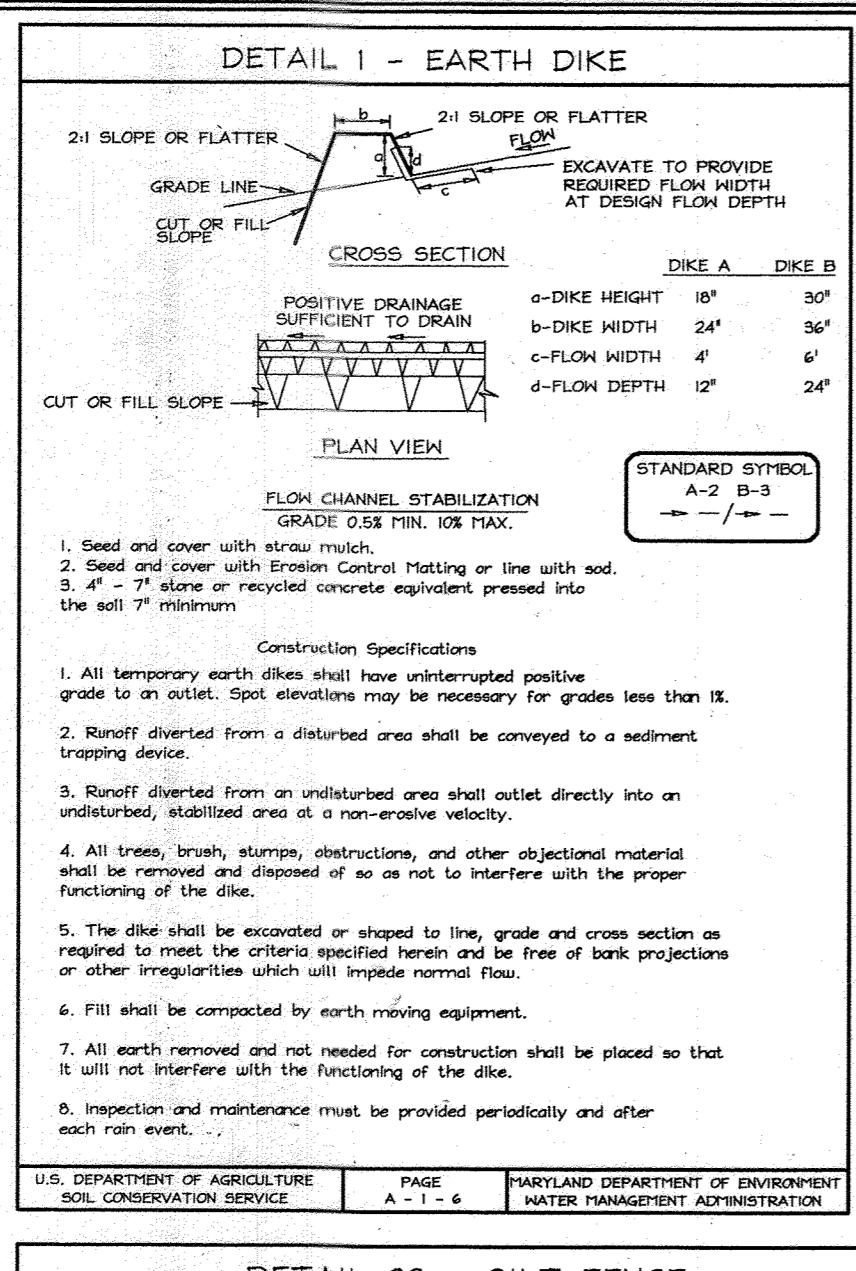 DETAIL 1 - EARTH DIKE
2:1 SLOPE OR FLATTER
b
2:1 SLOPE OR FLATTER
FLOW
a
d
c
GRADE LINE
EXCAVATE TO PROVIDE
REQUIRED FLOW WIDTH
AT DESIGN FLOW DEPTH
CUT OR FILL
SLOPE
CROSS SECTION
DIKE A DIKE B
a-DIKE HEIGHT 18" 30"
b-DIKE WIDTH 24" 36"
c-FLOW WIDTH 4' 6'
d-FLOW DEPTH 12" 24"
POSITIVE DRAINAGE
SUFFICIENT TO DRAIN
CUT OR FILL SLOPE
PLAN VIEW
STANDARD SYMBOL
A-2 B-3
FLOW CHANNEL STABILIZATION
GRADE 0.5% MIN. 10% MAX.
1. Seed and cover with straw mulch.
2. Seed and cover with Erosion Control Matting or line with sod.
3. 4" - 7" stone or recycled concrete equivalent pressed into
the soil 7" minimum
Construction Specifications
1. All temporary earth dikes shall have uninterrupted positive
grade to an outlet. Spot elevations may be necessary for grades less than 1%.
2. Runoff diverted from a disturbed area shall be conveyed to a sediment
trapping device.
3. Runoff diverted from an undisturbed area shall outlet directly into an
undisturbed, stabilized area at a non-erosive velocity.
4. All trees, brush, stumps, obstructions, and other objectional material
shall be removed and disposed of so as not to interfere with the proper
functioning of the dike.
5. The dike shall be excavated or shaped to line, grade and cross section as
required to meet the criteria specified herein and be free of bank projections
or other irregularities which will impede normal flow.
6. Fill shall be compacted by earth moving equipment.
7. All earth removed and not needed for construction shall be placed so that
it will not interfere with the functioning of the dike.
8. Inspection and maintenance must be provided periodically and after
each rain event.
U.S. DEPARTMENT OF AGRICULTURE
SOIL CONSERVATION SERVICE
PAGE
A - 1 - 6
MARYLAND DEPARTMENT OF ENVIRONMENT
WATER MANAGEMENT ADMINISTRATION